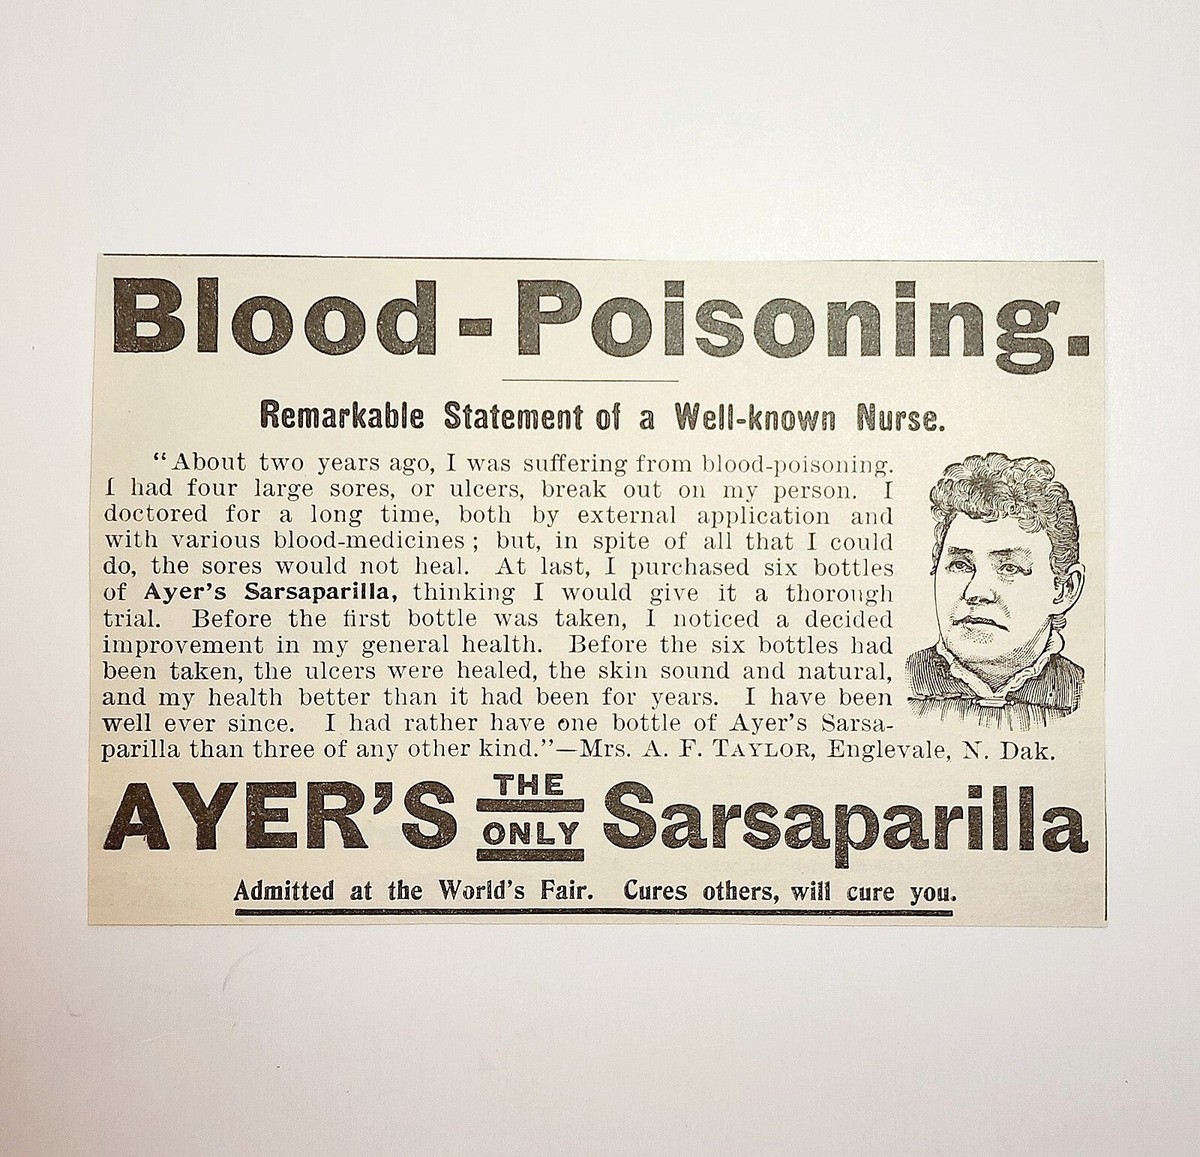 Blood-Poisoning.
Remarkable Statement of a Well-known Nurse.
“About two years ago, I was suffering from blood-poisoning.
I had four large sores, or ulcers, break out on my person. I
doctored for a long time, both by external application and
with various blood-medicines; but, in spite of all that I could
do, the sores would not heal. At last, I purchased six bottles
of Ayer’s Sarsaparilla, thinking I would give it a thorough
trial. Before the first bottle was taken, I noticed a decided
improvement in my general health. Before the six bottles had
been taken, the ulcers were healed, the skin sound and natural,
and my health better than it had been for years. I have been
well ever since. I had rather have one bottle of Ayer’s Sarsa-
parilla than three of any other kind.”—Mrs. A. F. TAYLOR, Englevale, N. Dak.
AYER’S THE ONLY Sarsaparilla
Admitted at the World’s Fair. Cures others, will cure you.